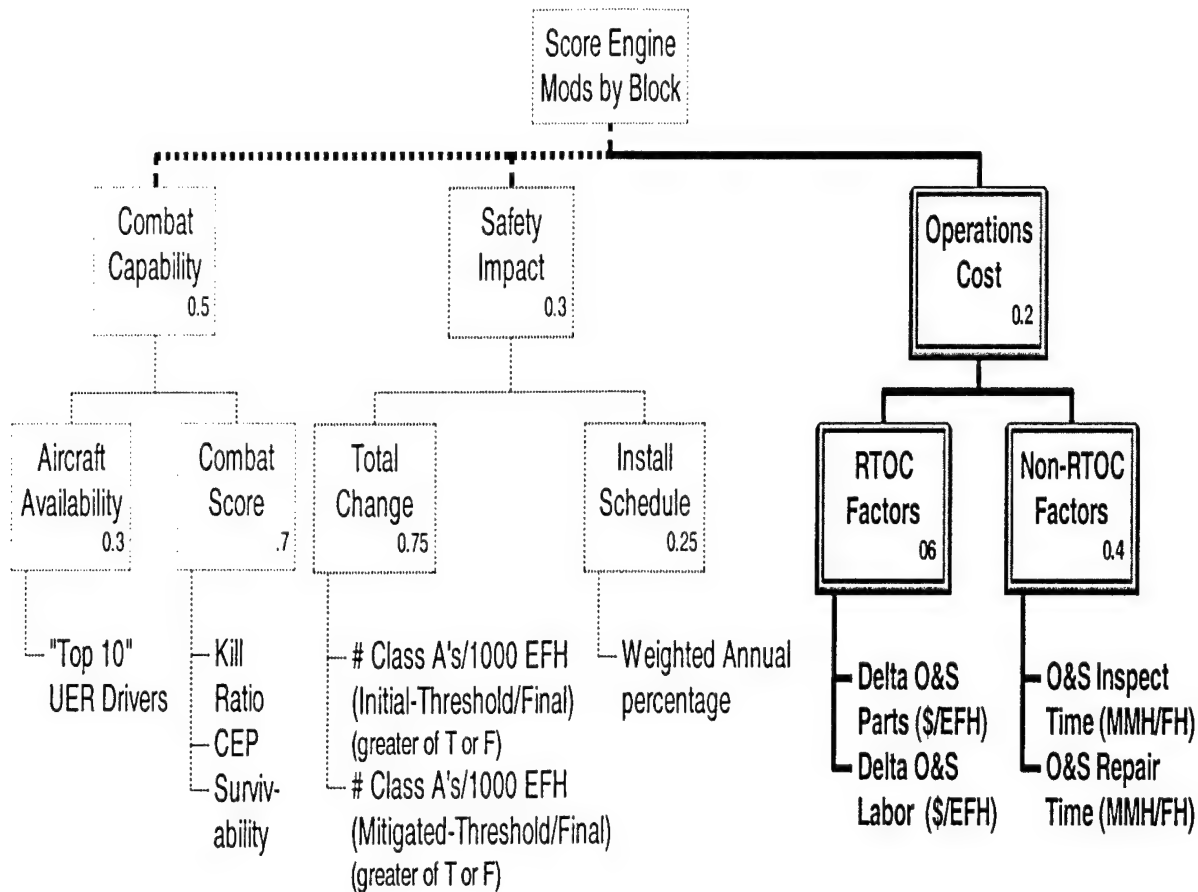 Score Engine
Mods by Block
Combat
Capability
0.5
Safety
Impact
0.3
Operations
Cost
0.2
Aircraft
Availability
0.3
Combat
Score
.7
Total
Change
0.75
Install
Schedule
0.25
RTOC
Factors
06
Non-RTOC
Factors
0.4
"Top 10"
UER Drivers
Kill
Ratio
CEP
Surviv-
ability
# Class A's/1000 EFH
(Initial-Threshold/Final)
(greater of T or F)
# Class A's/1000 EFH
(Mitigated-Threshold/Final)
(greater of T or F)
Weighted Annual
percentage
Delta O&S
Parts ($/EFH)
Delta O&S
Labor ($/EFH)
O&S Inspect
Time (MMH/FH)
O&S Repair
Time (MMH/FH)